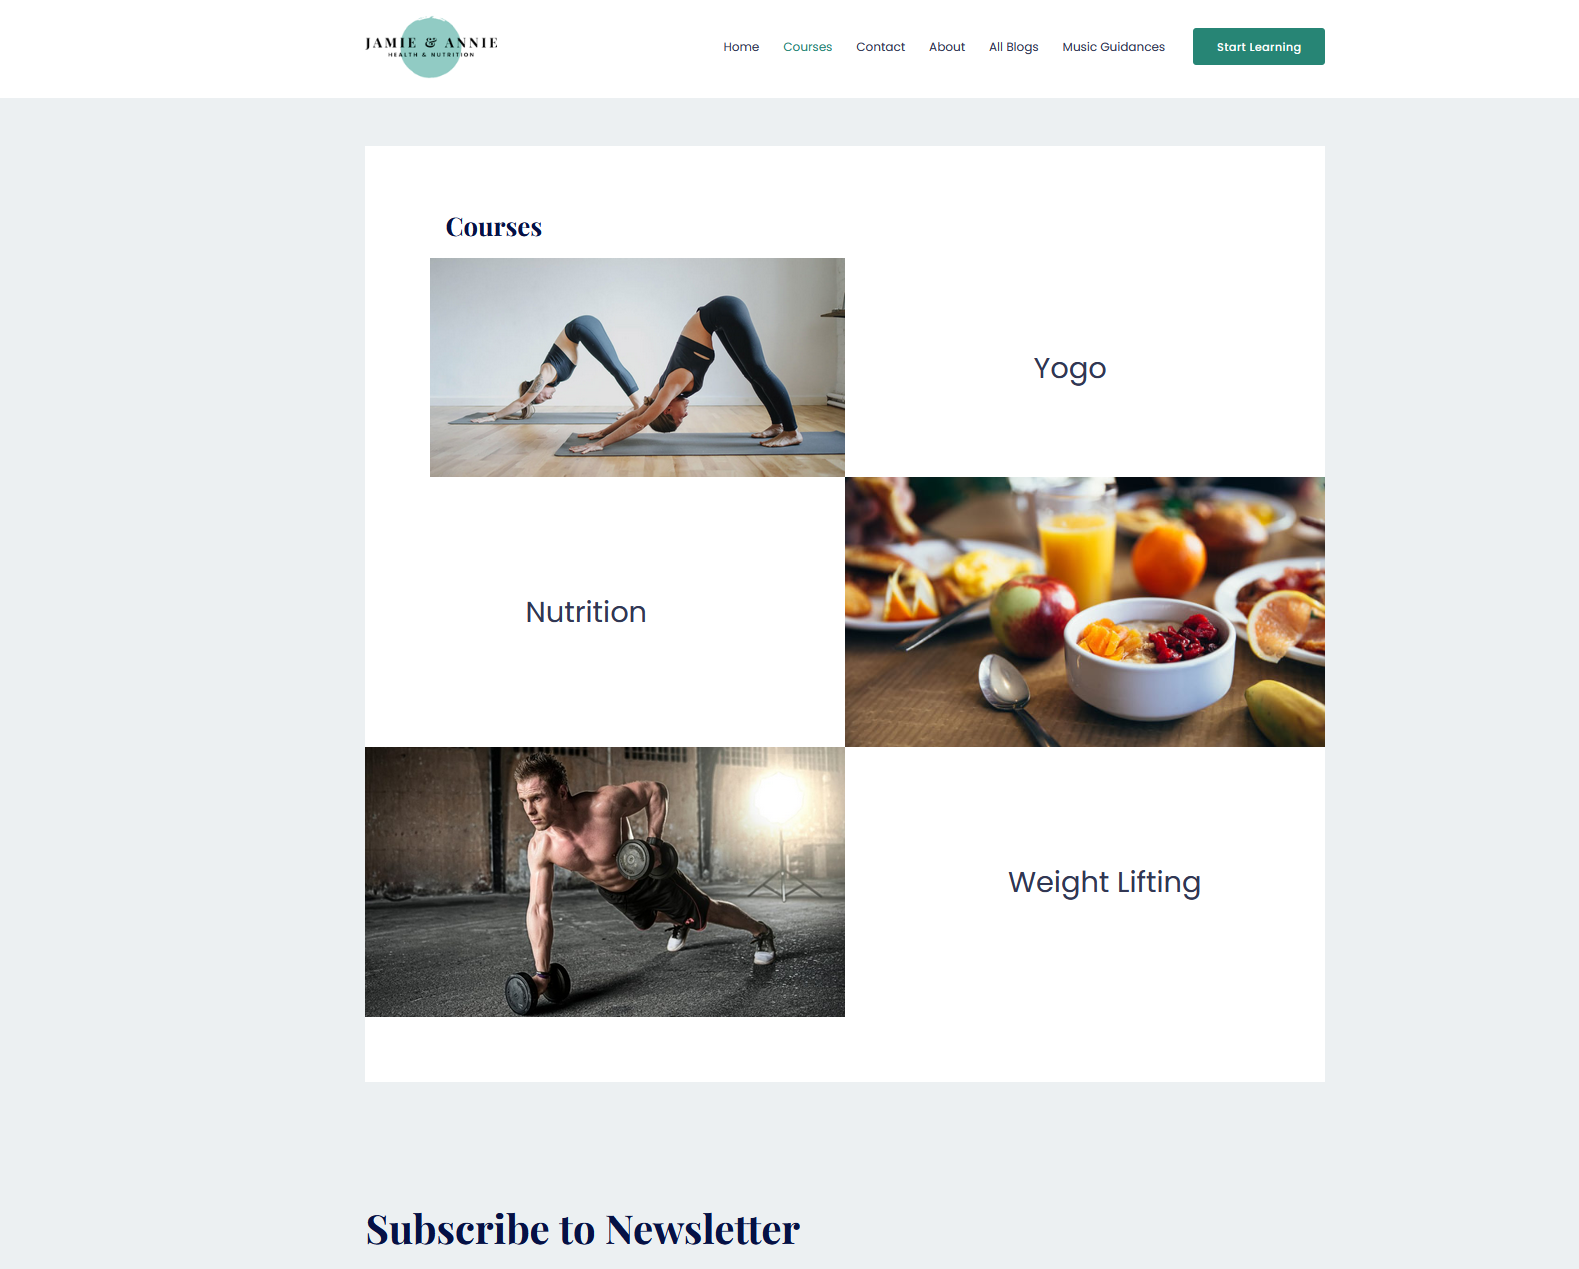 JAMIE & ANNIE
HEALTH & NUTRITION
Home Courses Contact About All Blogs Music Guidances Start Learning
Courses
Yogo
Nutrition
Weight Lifting
Subscribe to Newsletter